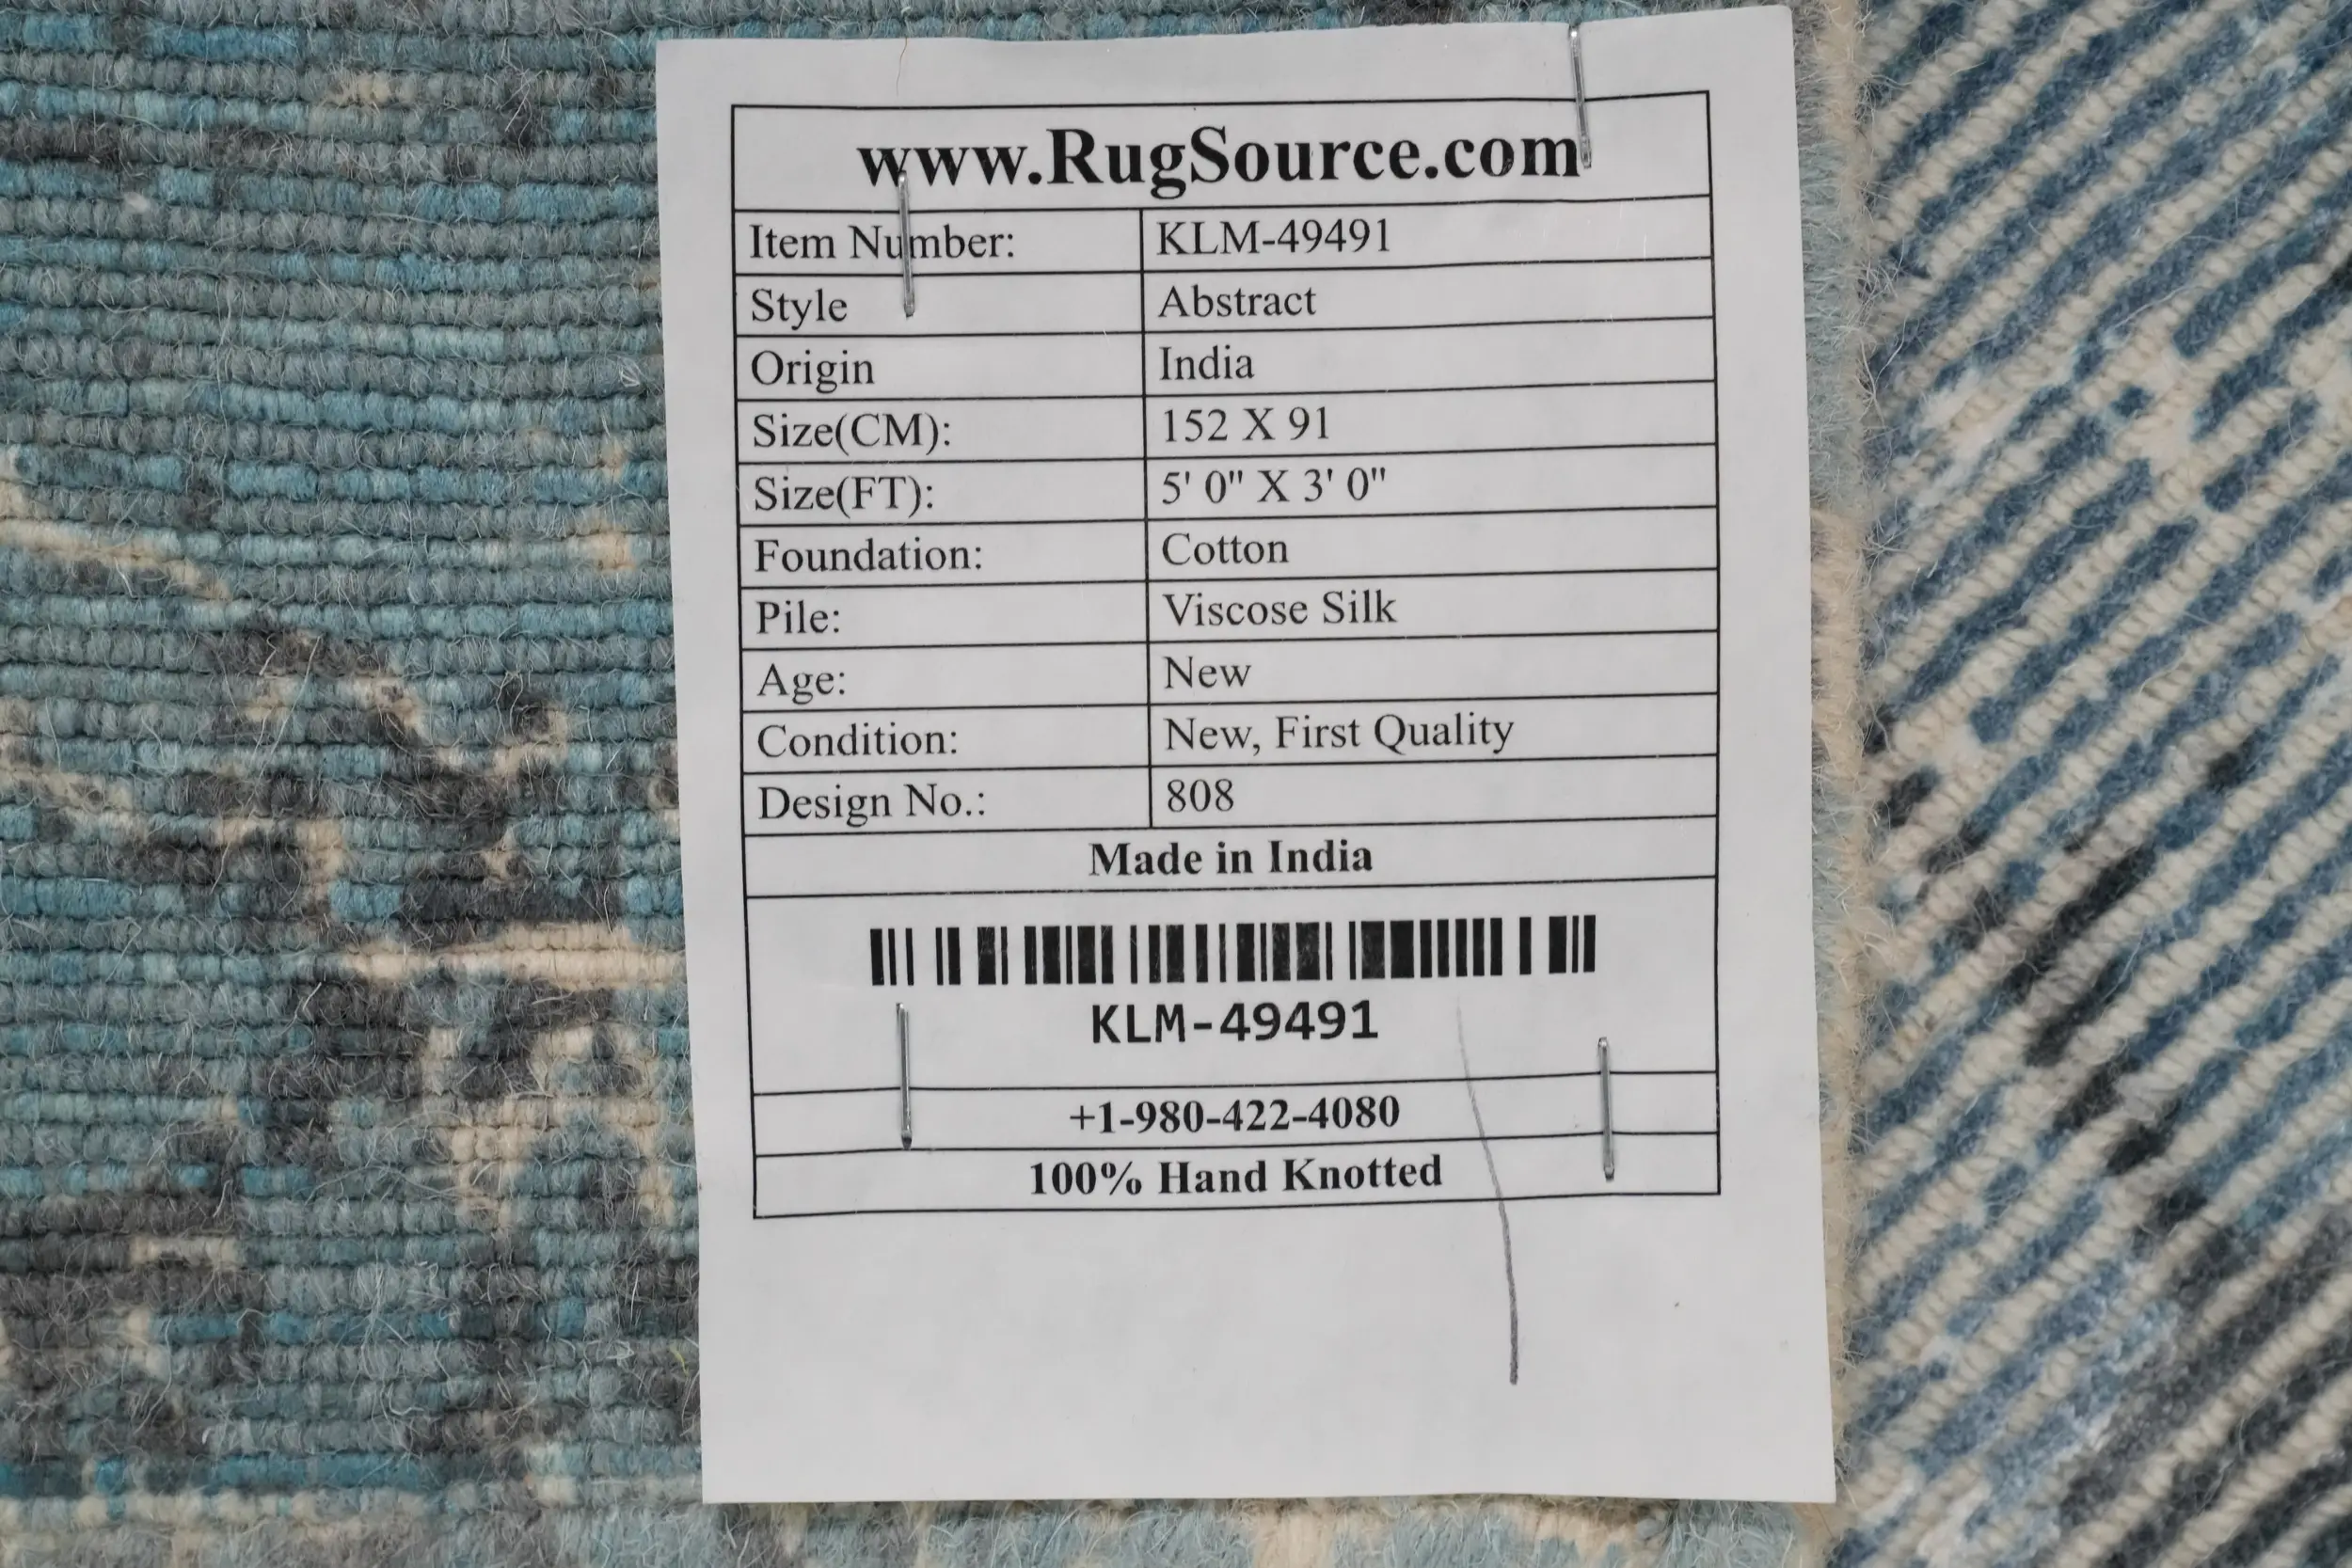 www.RugSource.com
Item Number: KLM-49491
Style Abstract
Origin India
Size(CM): 152 X 91
Size(FT): 5' 0" X 3' 0"
Foundation: Cotton
Pile: Viscose Silk
Age: New
Condition: New, First Quality
Design No.: 808
Made in India
KLM-49491
+1-980-422-4080
100% Hand Knotted